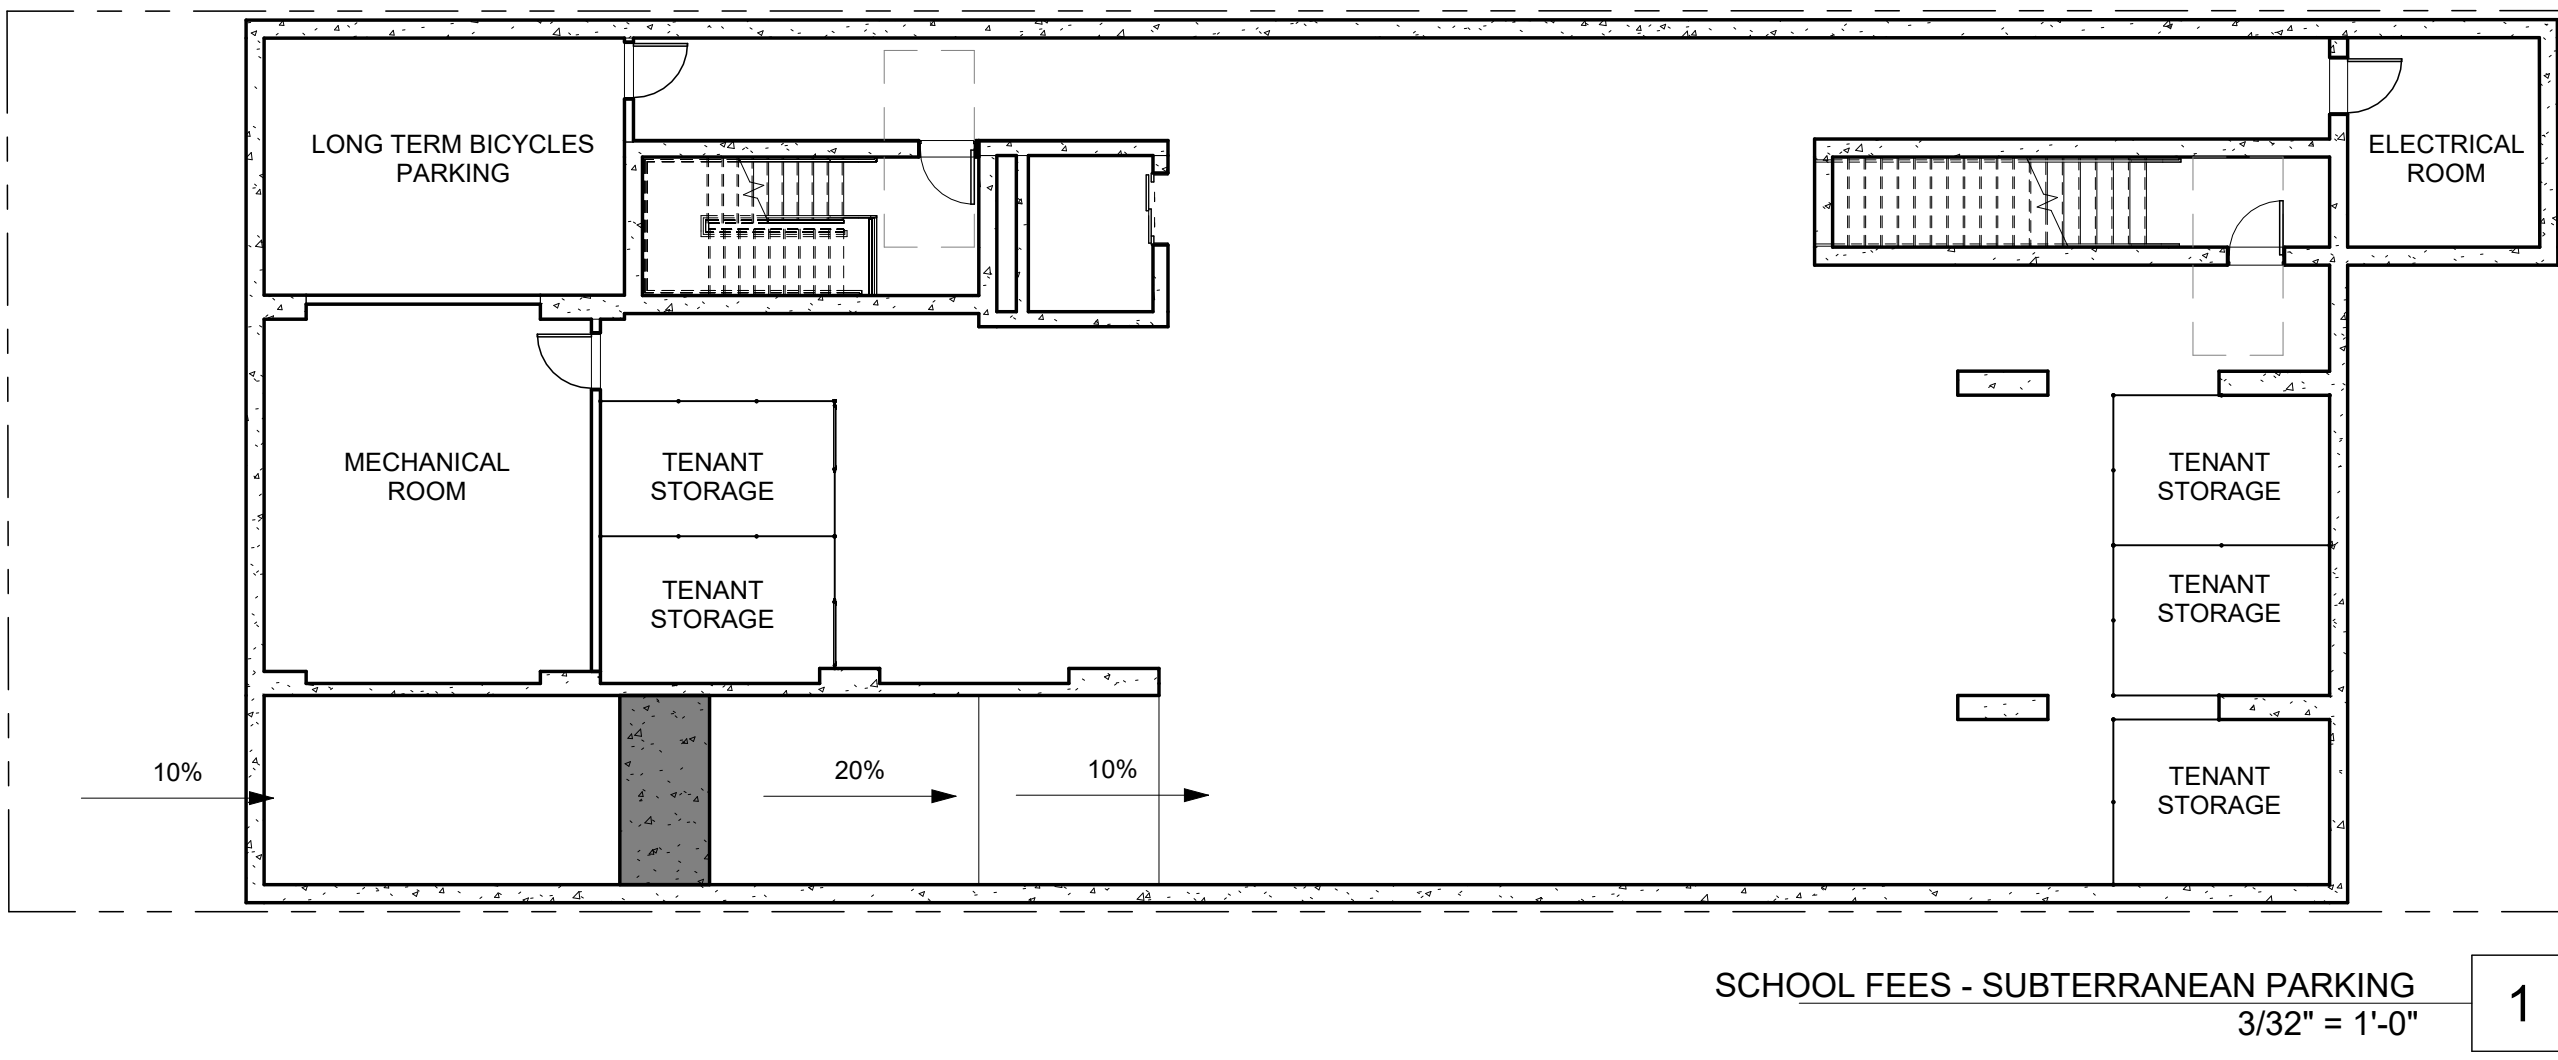 LONG TERM BICYCLES
PARKING
ELECTRICAL
ROOM
MECHANICAL
ROOM
TENANT
STORAGE
TENANT
STORAGE
TENANT
STORAGE
TENANT
STORAGE
TENANT
STORAGE
10%
20%
10%
SCHOOL FEES - SUBTERRANEAN PARKING
3/32" = 1'-0"
1